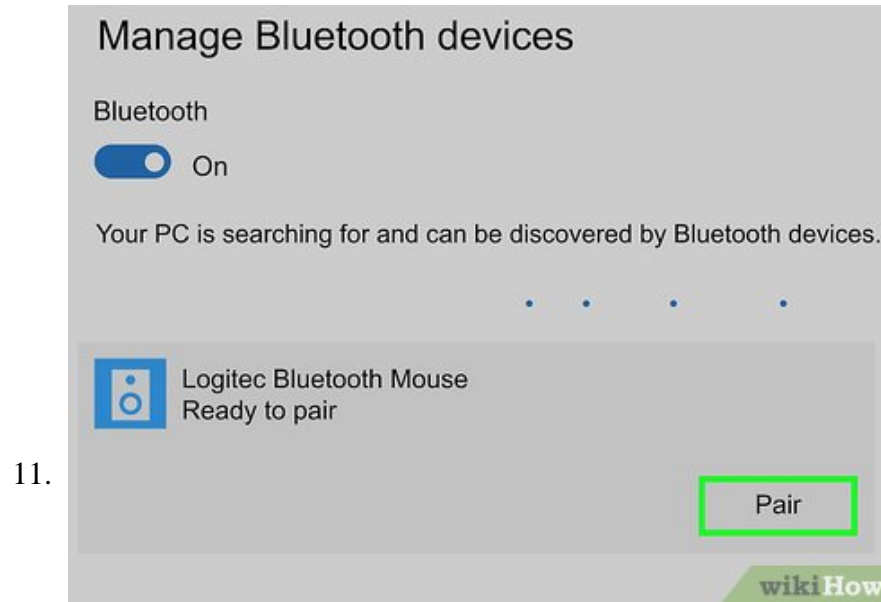 Manage Bluetooth devices
Bluetooth
On
Your PC is searching for and can be discovered by Bluetooth devices.
Logitec Bluetooth Mouse
Ready to pair
11.
Pair
wikiHow